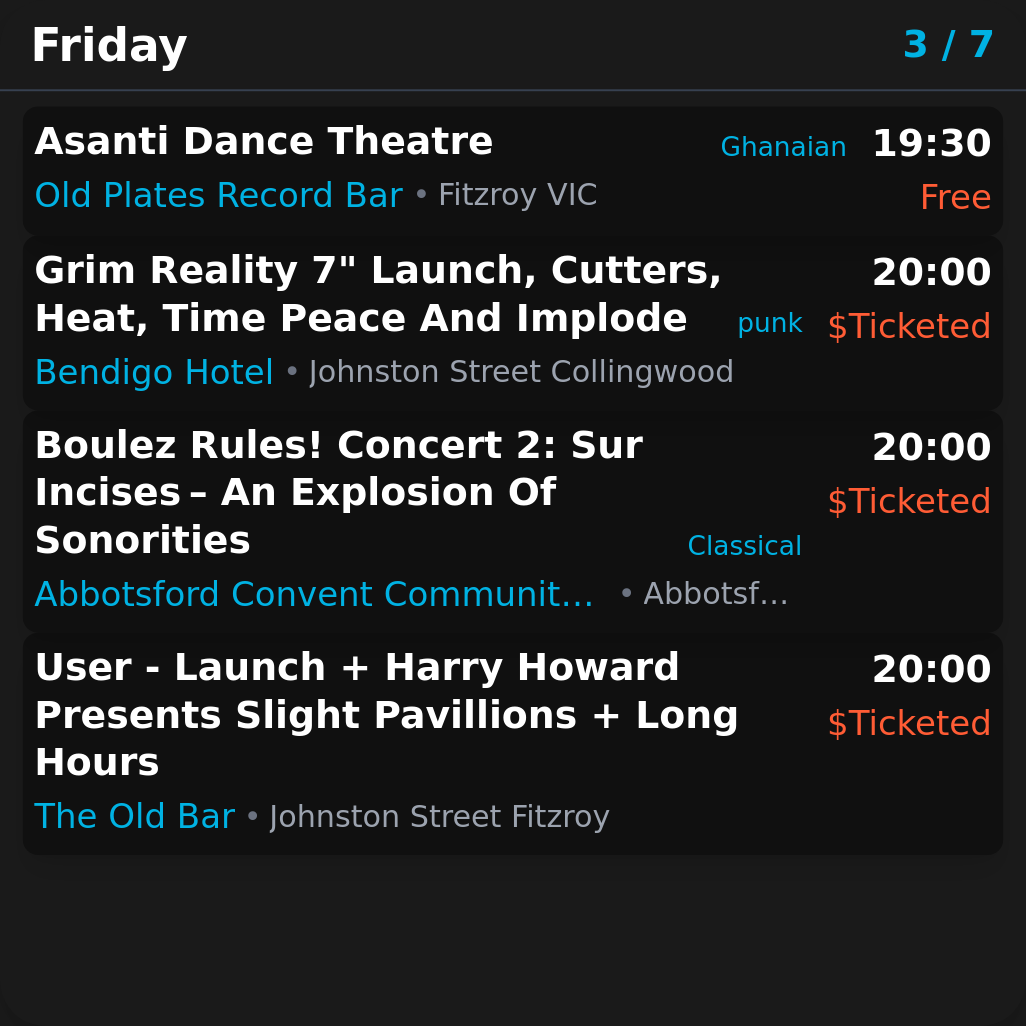 Friday 3 / 7
Asanti Dance Theatre Ghanaian 19:30
Old Plates Record Bar • Fitzroy VIC Free
Grim Reality 7" Launch, Cutters, 20:00
Heat, Time Peace And Implode punk $Ticketed
Bendigo Hotel • Johnston Street Collingwood
Boulez Rules! Concert 2: Sur 20:00
Incises – An Explosion Of $Ticketed
Sonorities Classical
Abbotsford Convent Communit… • Abbotsf…
User - Launch + Harry Howard 20:00
Presents Slight Pavillions + Long $Ticketed
Hours
The Old Bar • Johnston Street Fitzroy